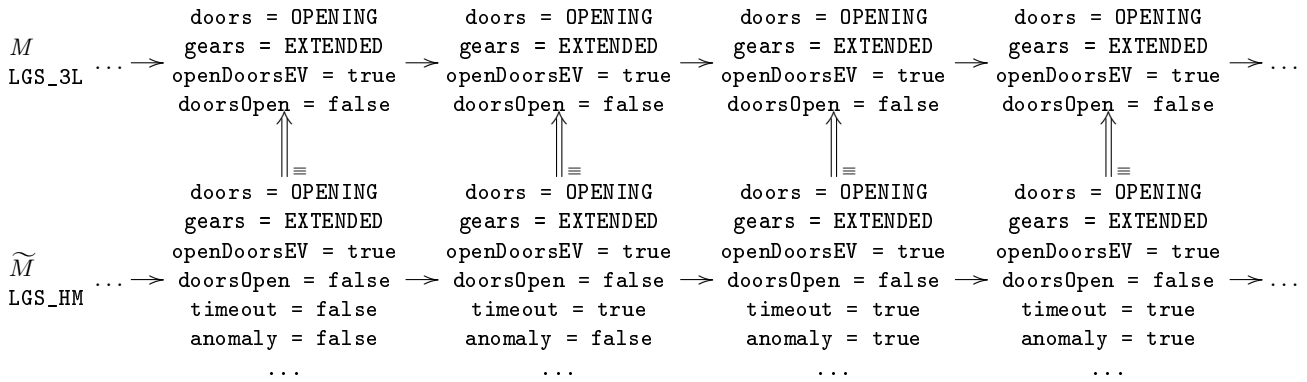 doors = OPENING doors = OPENING doors = OPENING doors = OPENING
M gears = EXTENDED gears = EXTENDED gears = EXTENDED gears = EXTENDED
LGS_3L ... openDoorsEV = true openDoorsEV = true openDoorsEV = true openDoorsEV = true ...
doorsOpen = false doorsOpen = false doorsOpen = false doorsOpen = false
≡ ≡ ≡ ≡
doors = OPENING doors = OPENING doors = OPENING doors = OPENING
gears = EXTENDED gears = EXTENDED gears = EXTENDED gears = EXTENDED
M̃ openDoorsEV = true openDoorsEV = true openDoorsEV = true openDoorsEV = true
LGS_HM ... doorsOpen = false doorsOpen = false doorsOpen = false doorsOpen = false ...
timeout = false timeout = true timeout = true timeout = true
anomaly = false anomaly = false anomaly = true anomaly = true
... ... ... ...